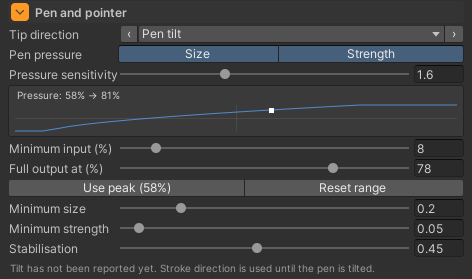 Pen and pointer
Tip direction ‹ Pen tilt ›
Pen pressure Size Strength
Pressure sensitivity 1.6
Pressure: 58% → 81%
Minimum input (%) 8
Full output at (%) 78
Use peak (58%) Reset range
Minimum size 0.2
Minimum strength 0.05
Stabilisation 0.45
Tilt has not been reported yet. Stroke direction is used until the pen is tilted.